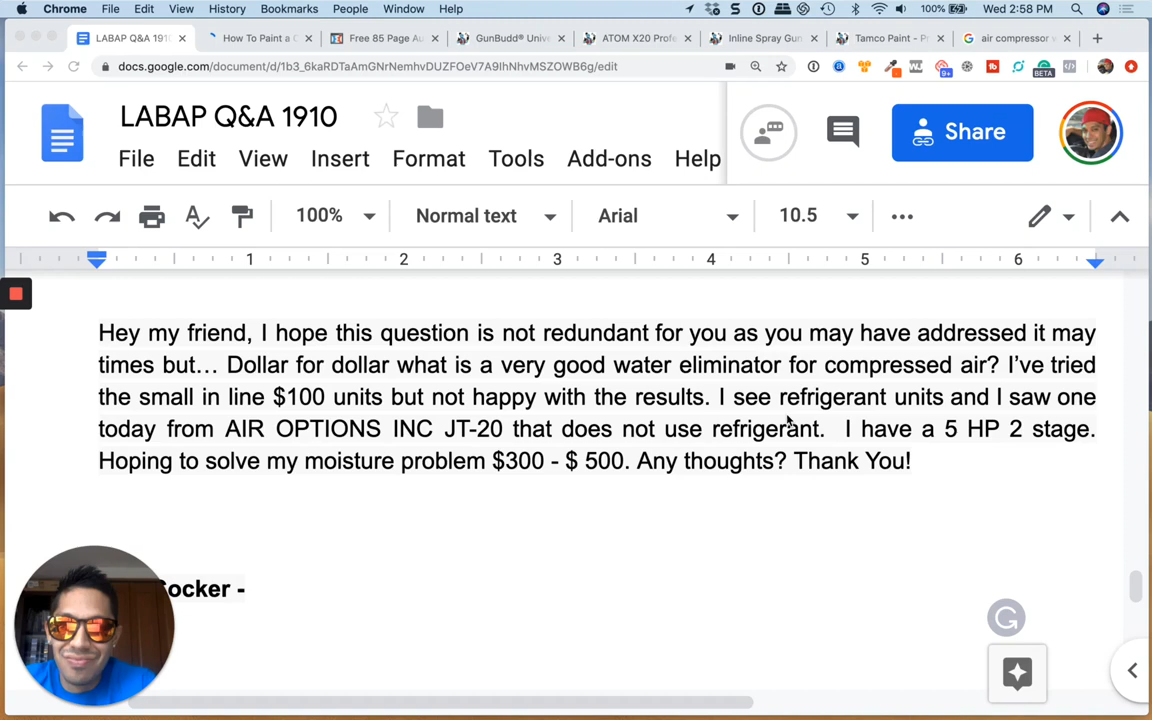 Chrome File Edit View History Bookmarks People Window Help 100% Wed 2:58 PM
LABAP Q&A 1910 How To Paint a C Free 85 Page Au GunBudd® Unive ATOM X20 Profe Inline Spray Gun Tamco Paint - Pr air compressor w
docs.google.com/document/d/1b3_6kaRDTaAmGNrNemhvDUZFOeV7A9IhNhvMSZOWB6g/edit 9+ BETA
LABAP Q&A 1910 Share
File Edit View Insert Format Tools Add-ons Help
100% Normal text Arial 10.5
1 2 3 4 5 6
Hey my friend, I hope this question is not redundant for you as you may have addressed it may
times but… Dollar for dollar what is a very good water eliminator for compressed air? I’ve tried
the small in line $100 units but not happy with the results. I see refrigerant units and I saw one
today from AIR OPTIONS INC JT-20 that does not use refrigerant. I have a 5 HP 2 stage.
Hoping to solve my moisture problem $300 - $ 500. Any thoughts? Thank You!
ocker -